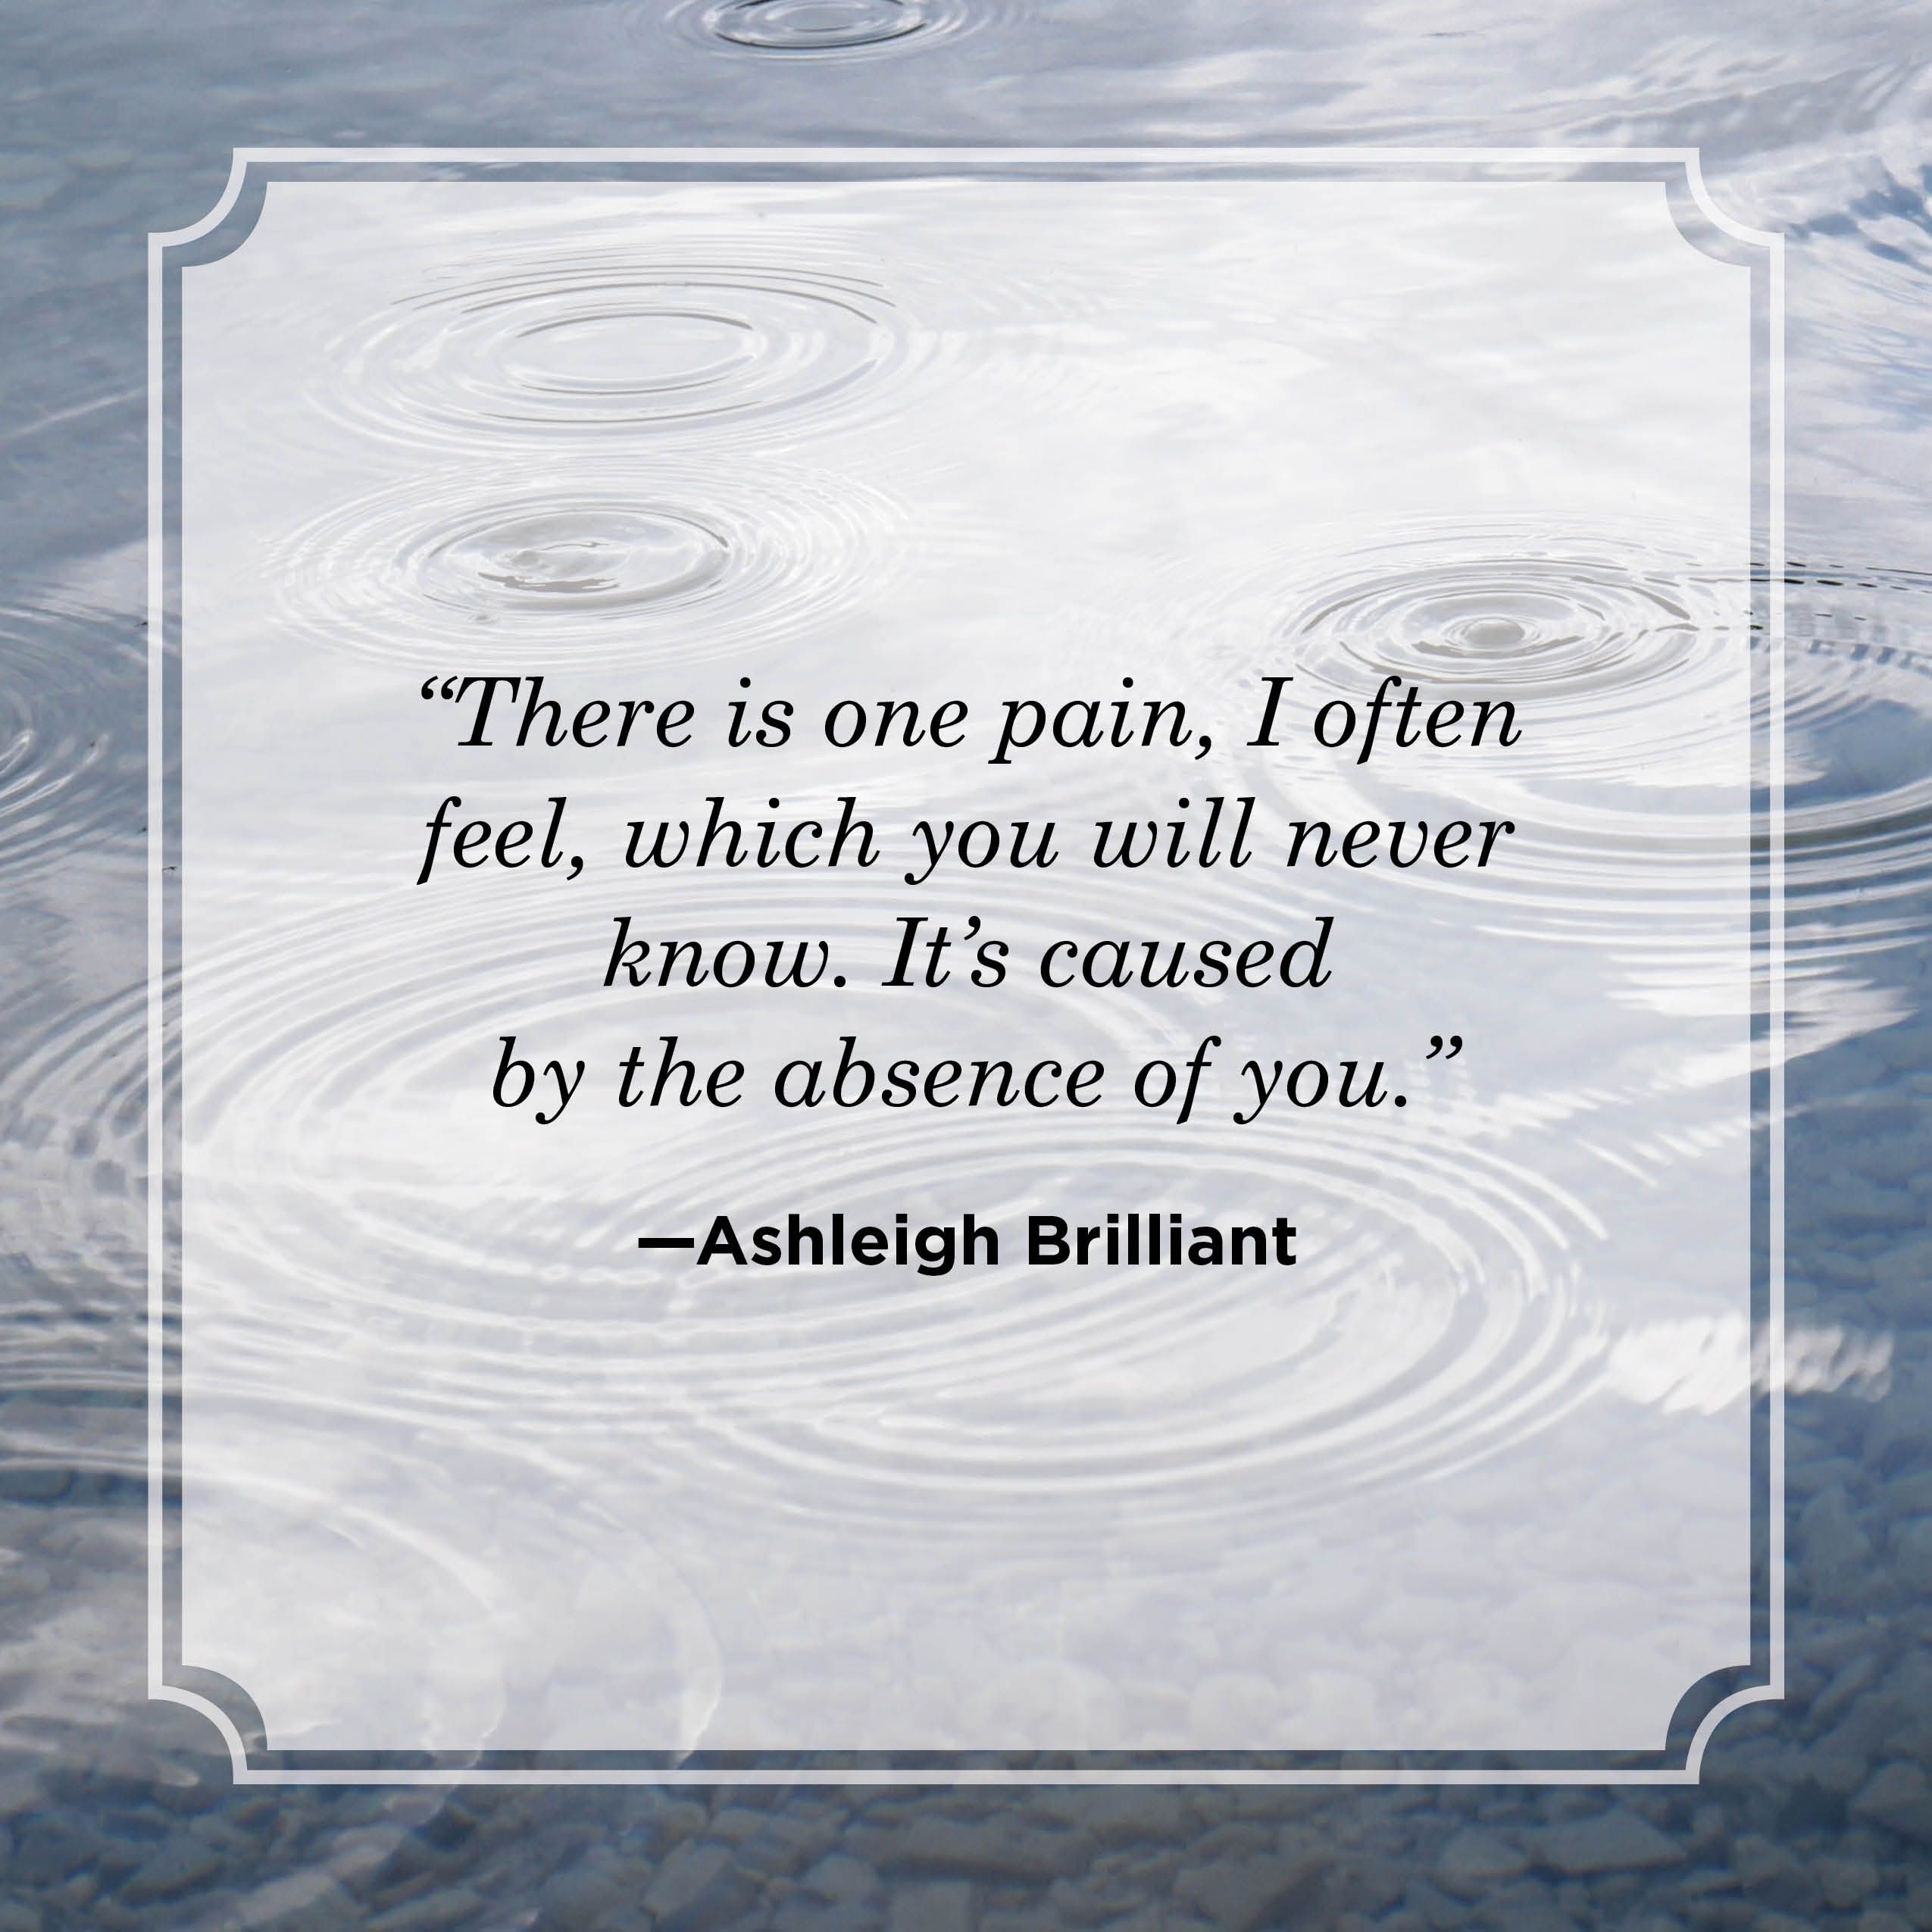 “There is one pain, I often
feel, which you will never
know. It’s caused
by the absence of you.”
—Ashleigh Brilliant